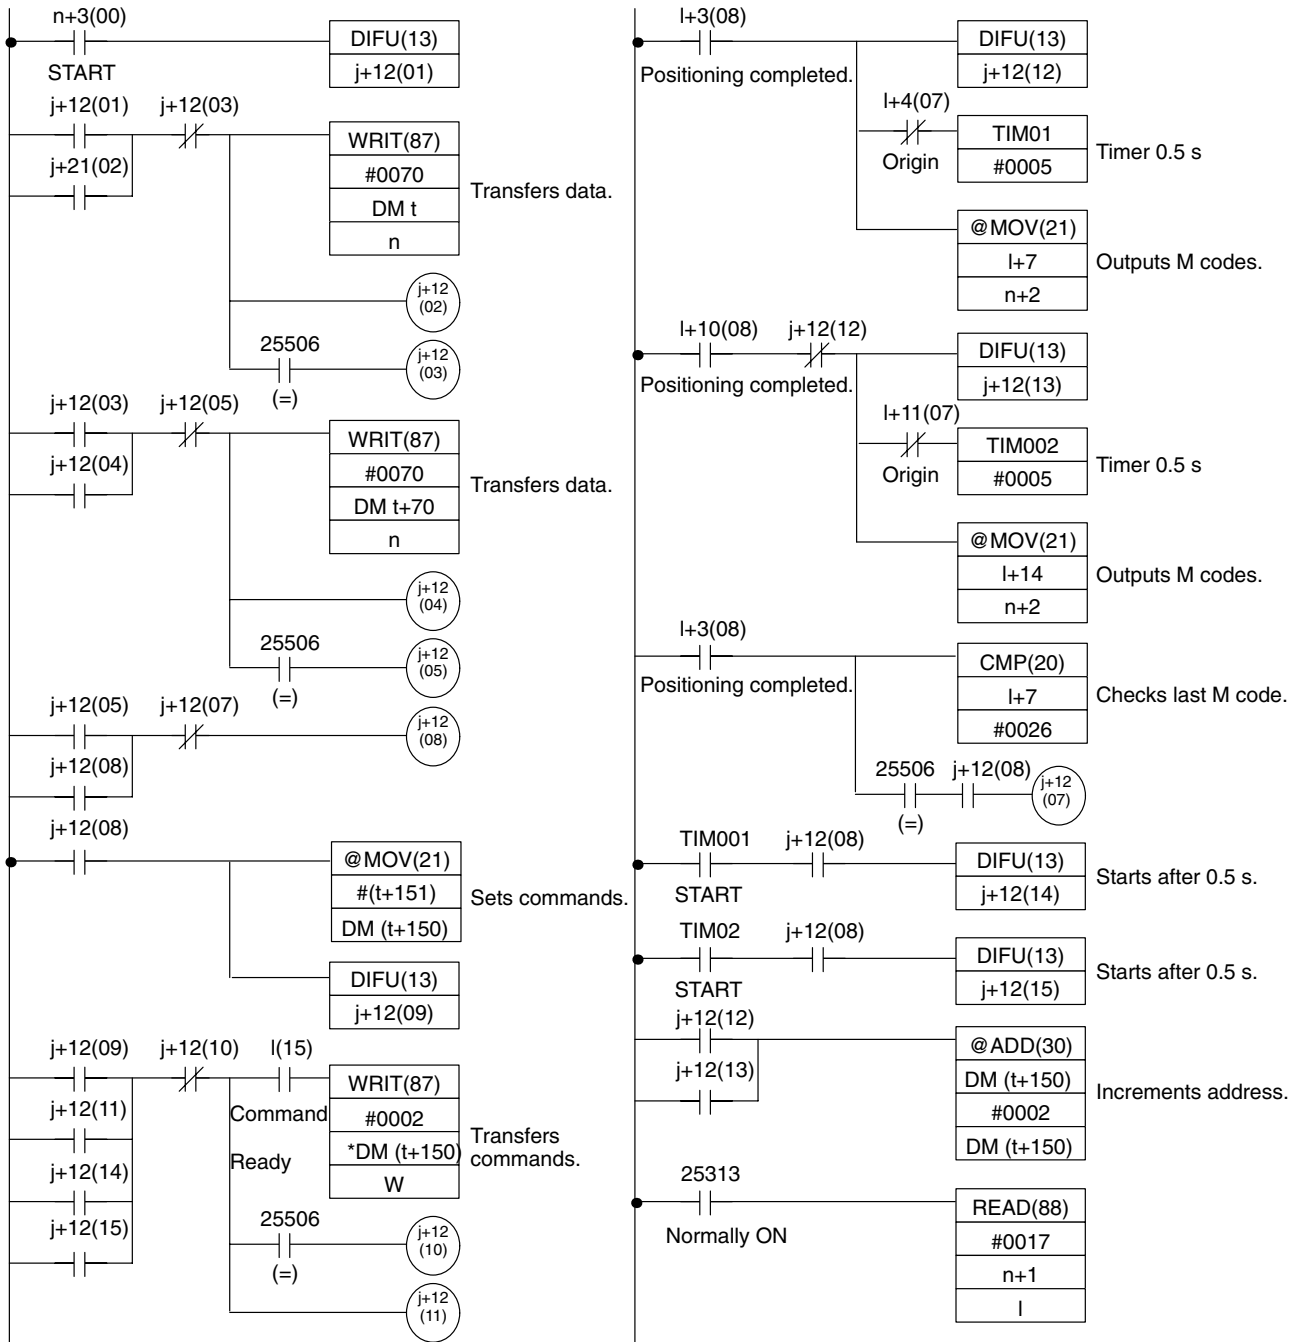 n+3(00)
START
DIFU(13)
j+12(01)
j+12(01)
j+12(03)
j+21(02)
WRIT(87)
#0070
DM t
n
Transfers data.
j+12
(02)
25506
(=)
j+12
(03)
j+12(03)
j+12(05)
j+12(04)
WRIT(87)
#0070
DM t+70
n
Transfers data.
j+12
(04)
25506
(=)
j+12
(05)
j+12(05)
j+12(07)
j+12
(08)
j+12(08)
j+12(08)
@MOV(21)
#(t+151)
DM (t+150)
Sets commands.
DIFU(13)
j+12(09)
j+12(09)
j+12(10)
l(15)
j+12(11)
j+12(14)
j+12(15)
Command
Ready
WRIT(87)
#0002
*DM (t+150)
W
Transfers
commands.
25506
(=)
j+12
(10)
j+12
(11)
l+3(08)
Positioning completed.
DIFU(13)
j+12(12)
l+4(07)
Origin
TIM01
#0005
Timer 0.5 s
@MOV(21)
l+7
n+2
Outputs M codes.
l+10(08)
j+12(12)
Positioning completed.
DIFU(13)
j+12(13)
l+11(07)
Origin
TIM002
#0005
Timer 0.5 s
@MOV(21)
l+14
n+2
Outputs M codes.
l+3(08)
Positioning completed.
CMP(20)
l+7
#0026
Checks last M code.
25506
(=)
j+12(08)
j+12
(07)
TIM001
START
j+12(08)
DIFU(13)
j+12(14)
Starts after 0.5 s.
TIM02
START
j+12(08)
DIFU(13)
j+12(15)
Starts after 0.5 s.
j+12(12)
j+12(13)
@ADD(30)
DM (t+150)
#0002
DM (t+150)
Increments address.
25313
Normally ON
READ(88)
#0017
n+1
l